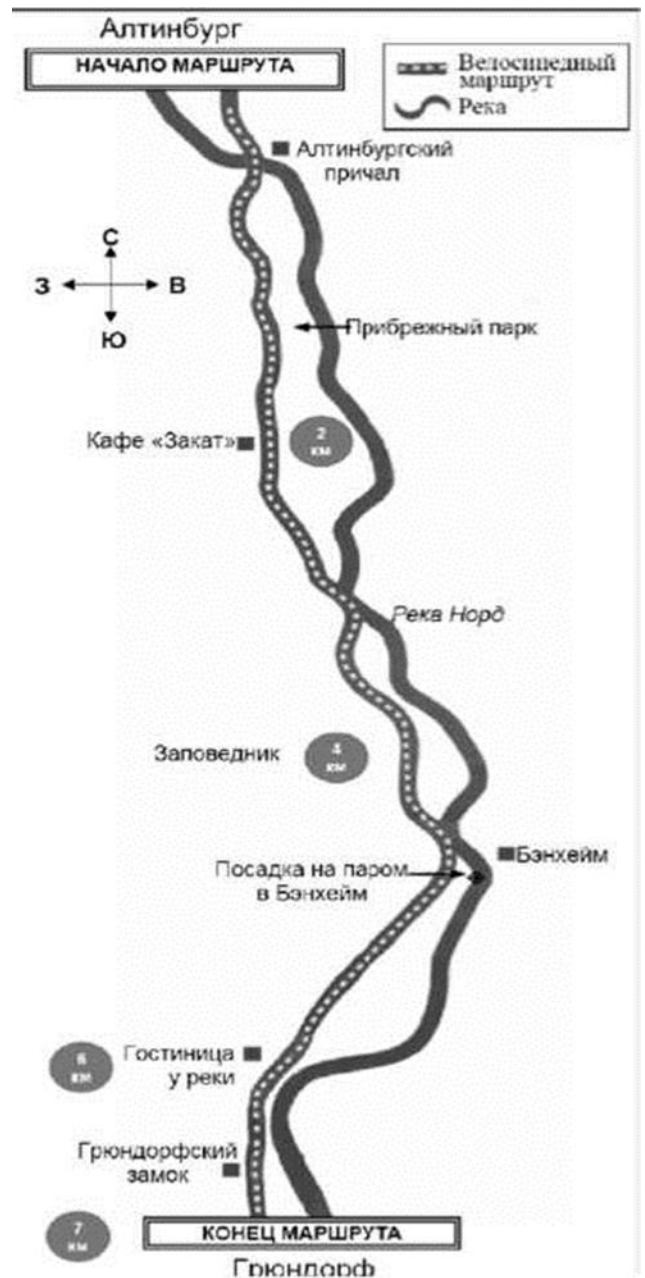 Алтинбург
НАЧАЛО МАРШРУТА
Велосипедный
маршрут
Река
Алтинбургский
причал
С
З
В
Ю
Прибрежный парк
Кафе «Закат»
2
км
Река Норд
Заповедник
4
км
Бэнхейм
Посадка на паром
в Бэнхейм
6
км
Гостиница
у реки
Грюндорфский
замок
7
км
КОНЕЦ МАРШРУТА
Грюндорф